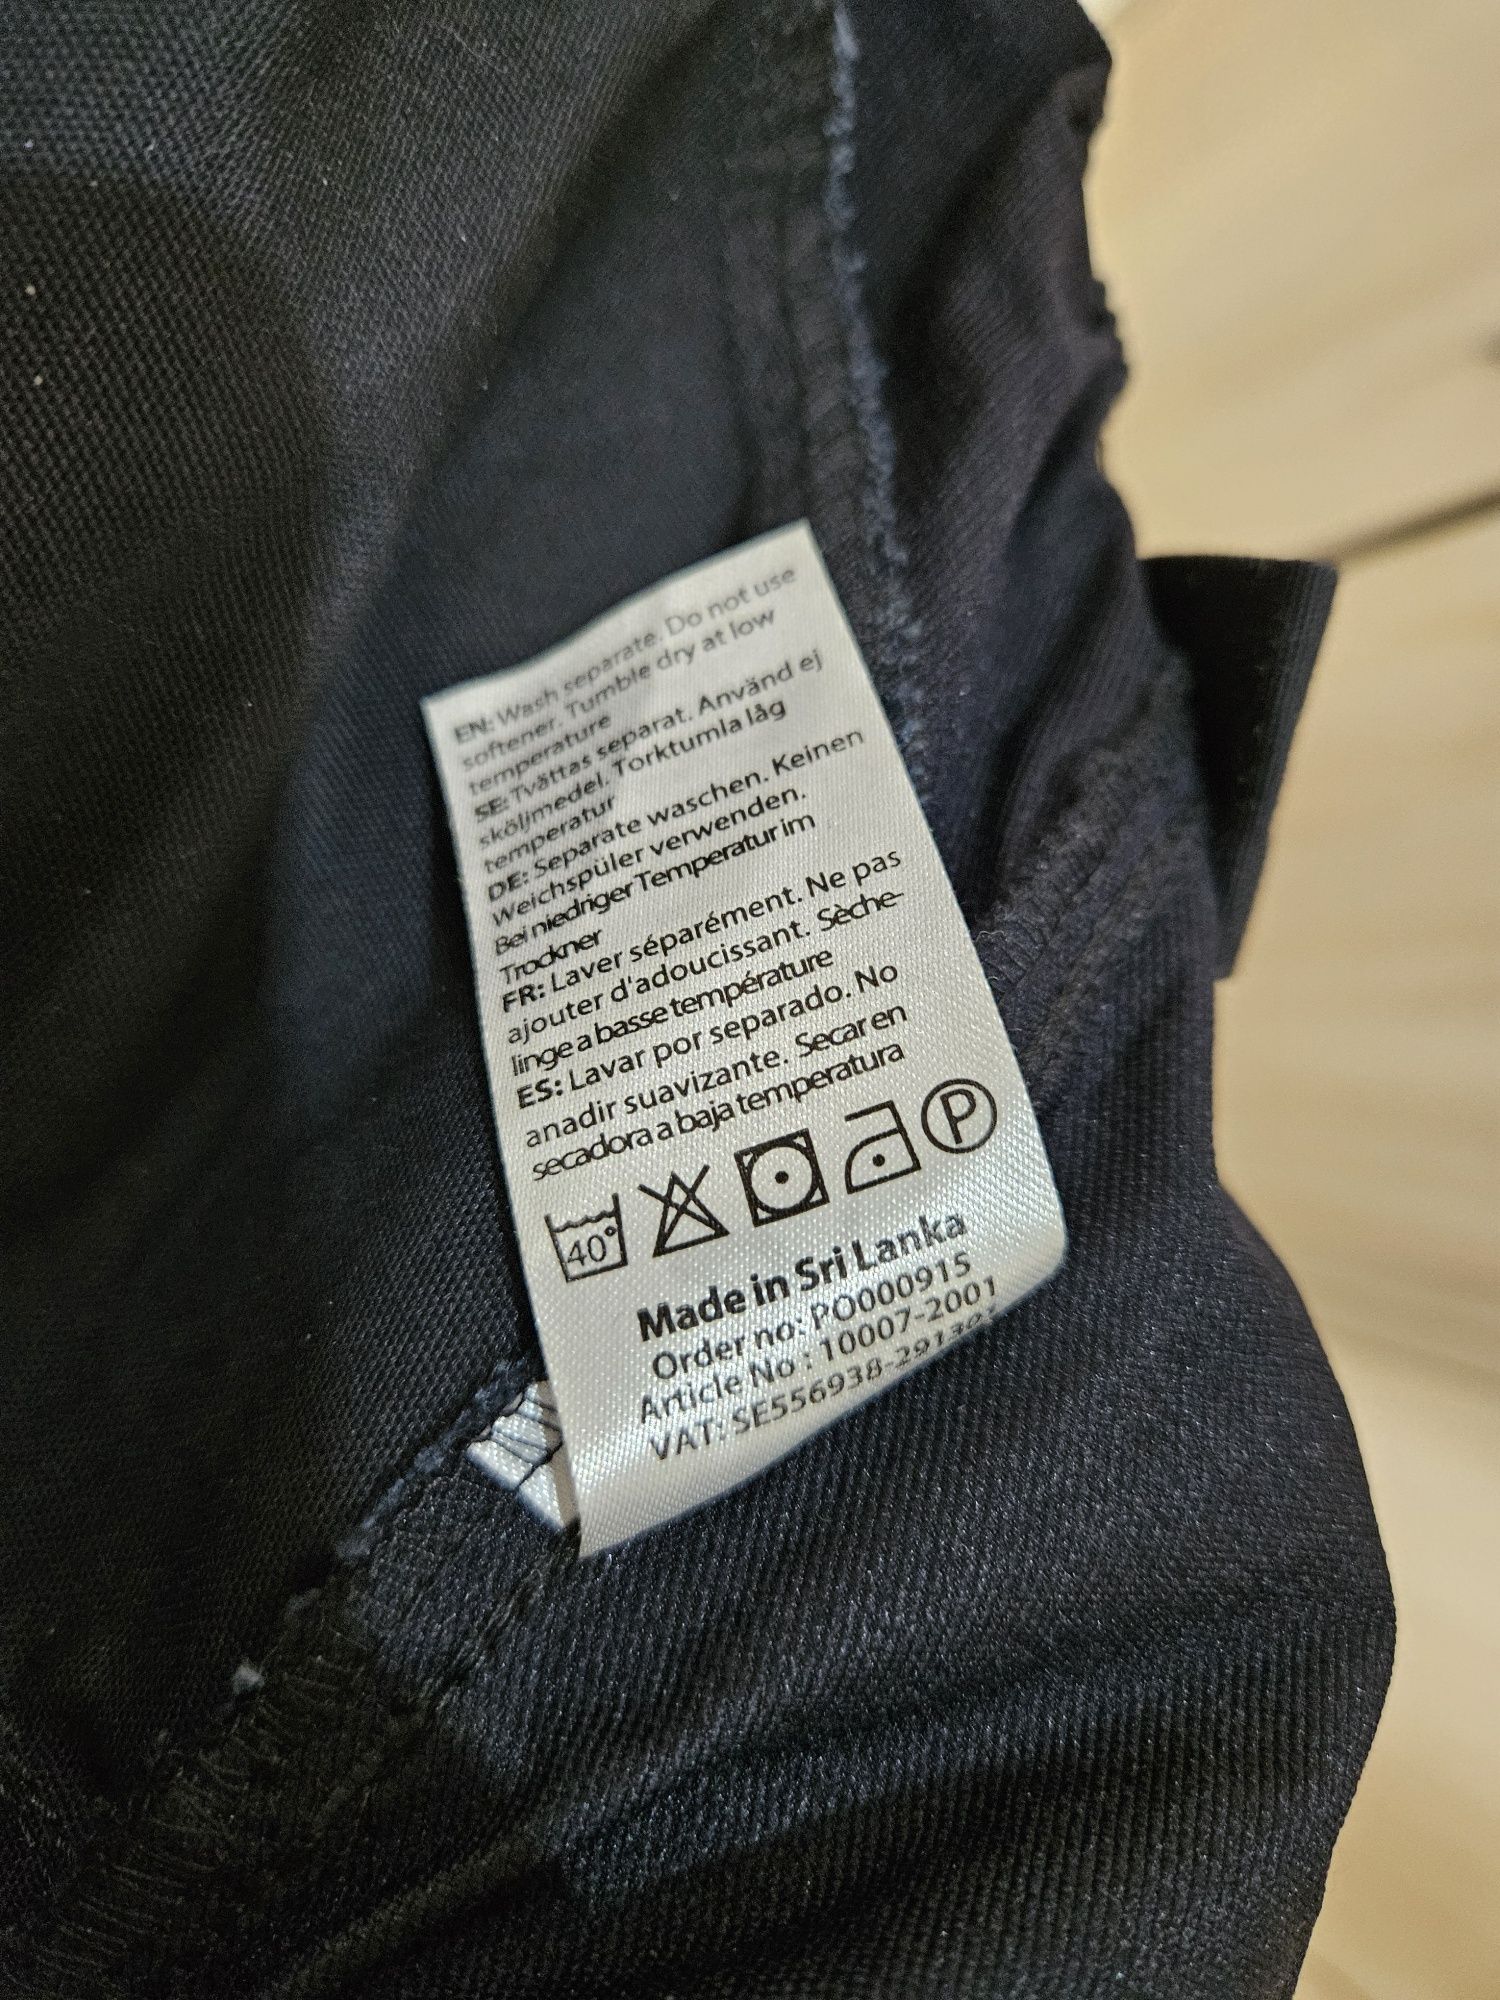 EN: Wash separate. Do not use
softener. Tumble dry at low
temperature
SE: Tvättas separat. Använd ej
sköljmedel. Torktumla låg
temperatur
DE: Separate waschen. Keinen
Weichspüler verwenden.
Bei niedriger Temperatur im
Trockner
FR: Laver séparément. Ne pas
ajouter d'adoucissant. Sèche-
linge a basse température
ES: Lavar por separado. No
anadir suavizante. Secar en
secadora a baja temperatura
40° P
Made in Sri Lanka
Order no: PO000915
Article No : 10007-2001
VAT: